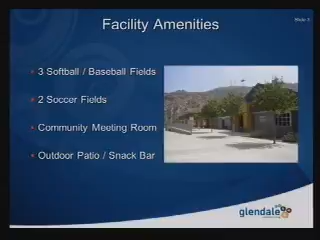 Facility Amenities
3 Softball / Baseball Fields
2 Soccer Fields
Community Meeting Room
Outdoor Patio / Snack Bar
glendale